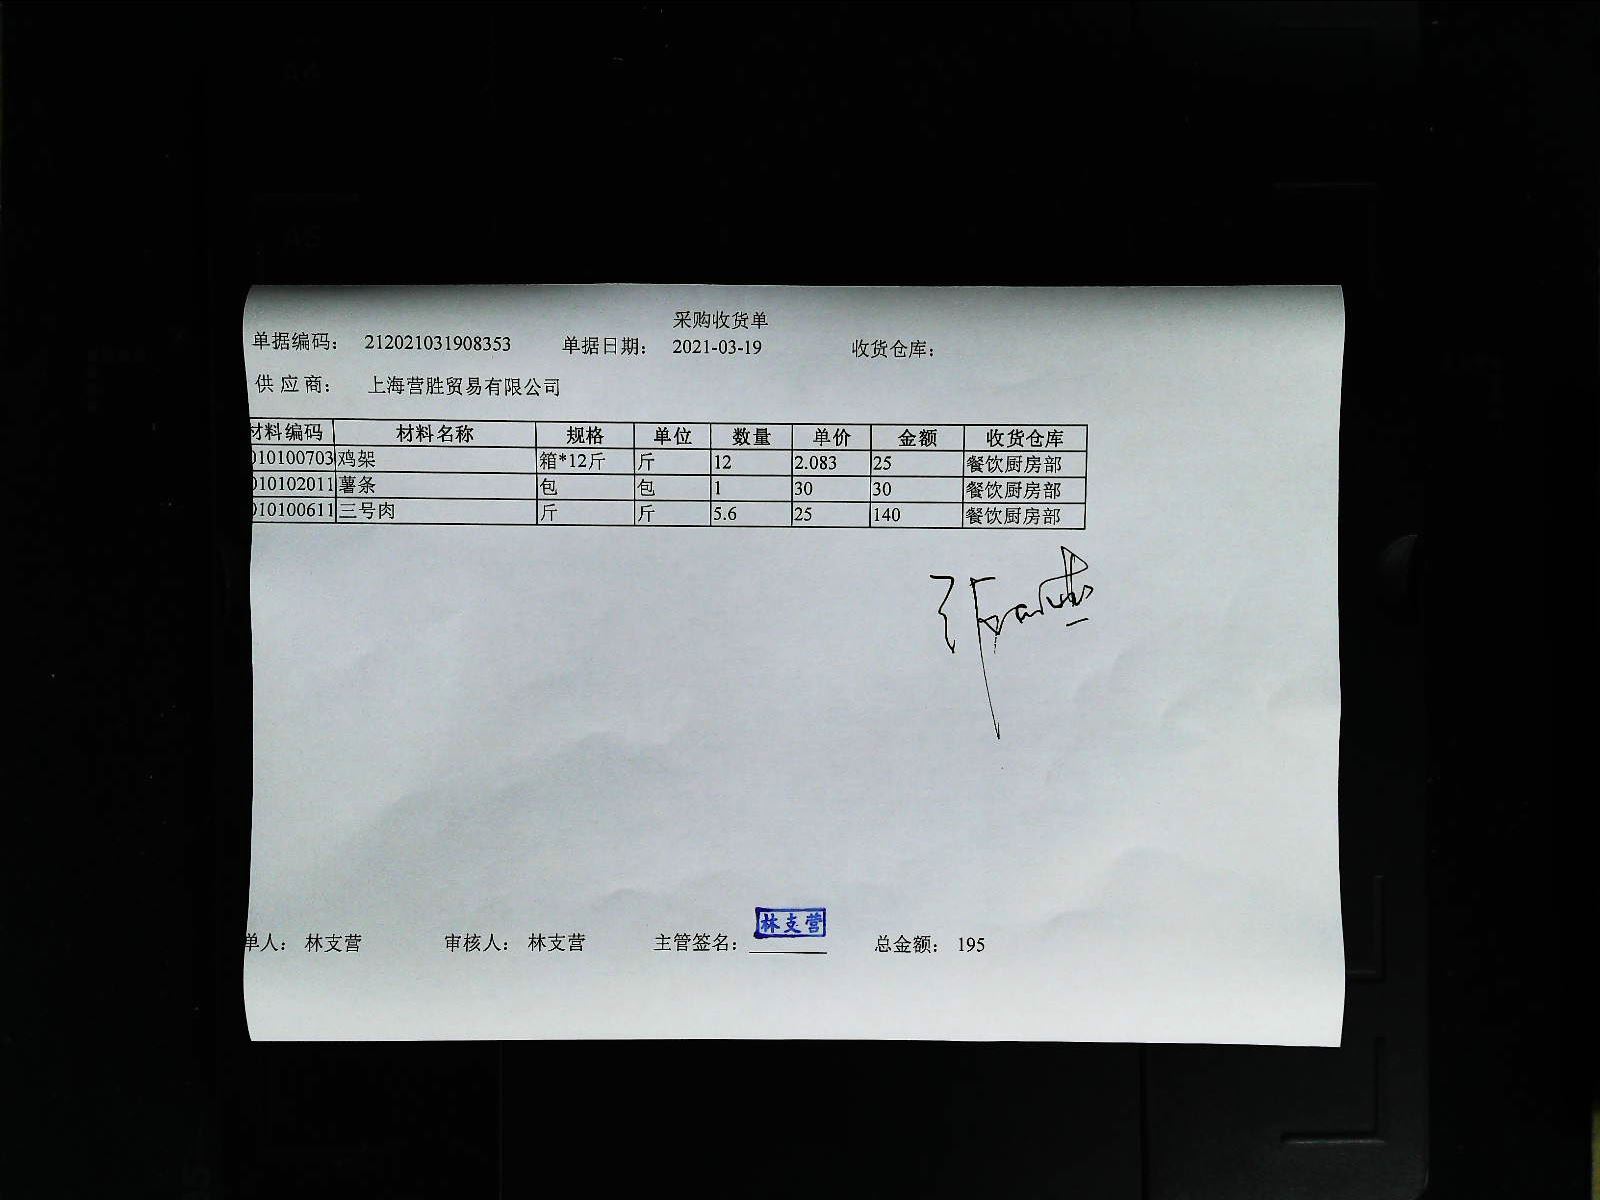 采购收货单
单据编码： 212021031908353 单据日期： 2021-03-19 收货仓库：
供 应 商： 上海营胜贸易有限公司
材料编码 材料名称 规格 单位 数量 单价 金额 收货仓库
010100703 鸡架 箱*12斤 斤 12 2.083 25 餐饮厨房部
010102011 薯条 包 包 1 30 30 餐饮厨房部
010100611 三号肉 斤 斤 5.6 25 140 餐饮厨房部
林支营
单人： 林支营 审核人： 林支营 主管签名： 总金额： 195